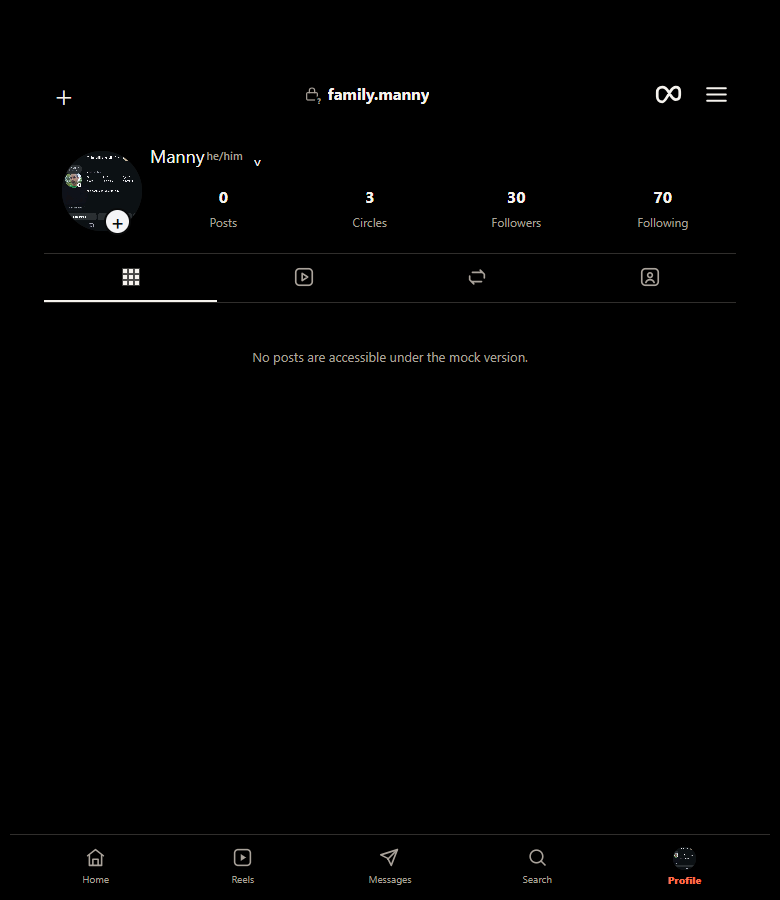 family.manny
Manny he/him v
0 3 30 70
Posts Circles Followers Following
No posts are accessible under the mock version.
Home Reels Messages Search Profile